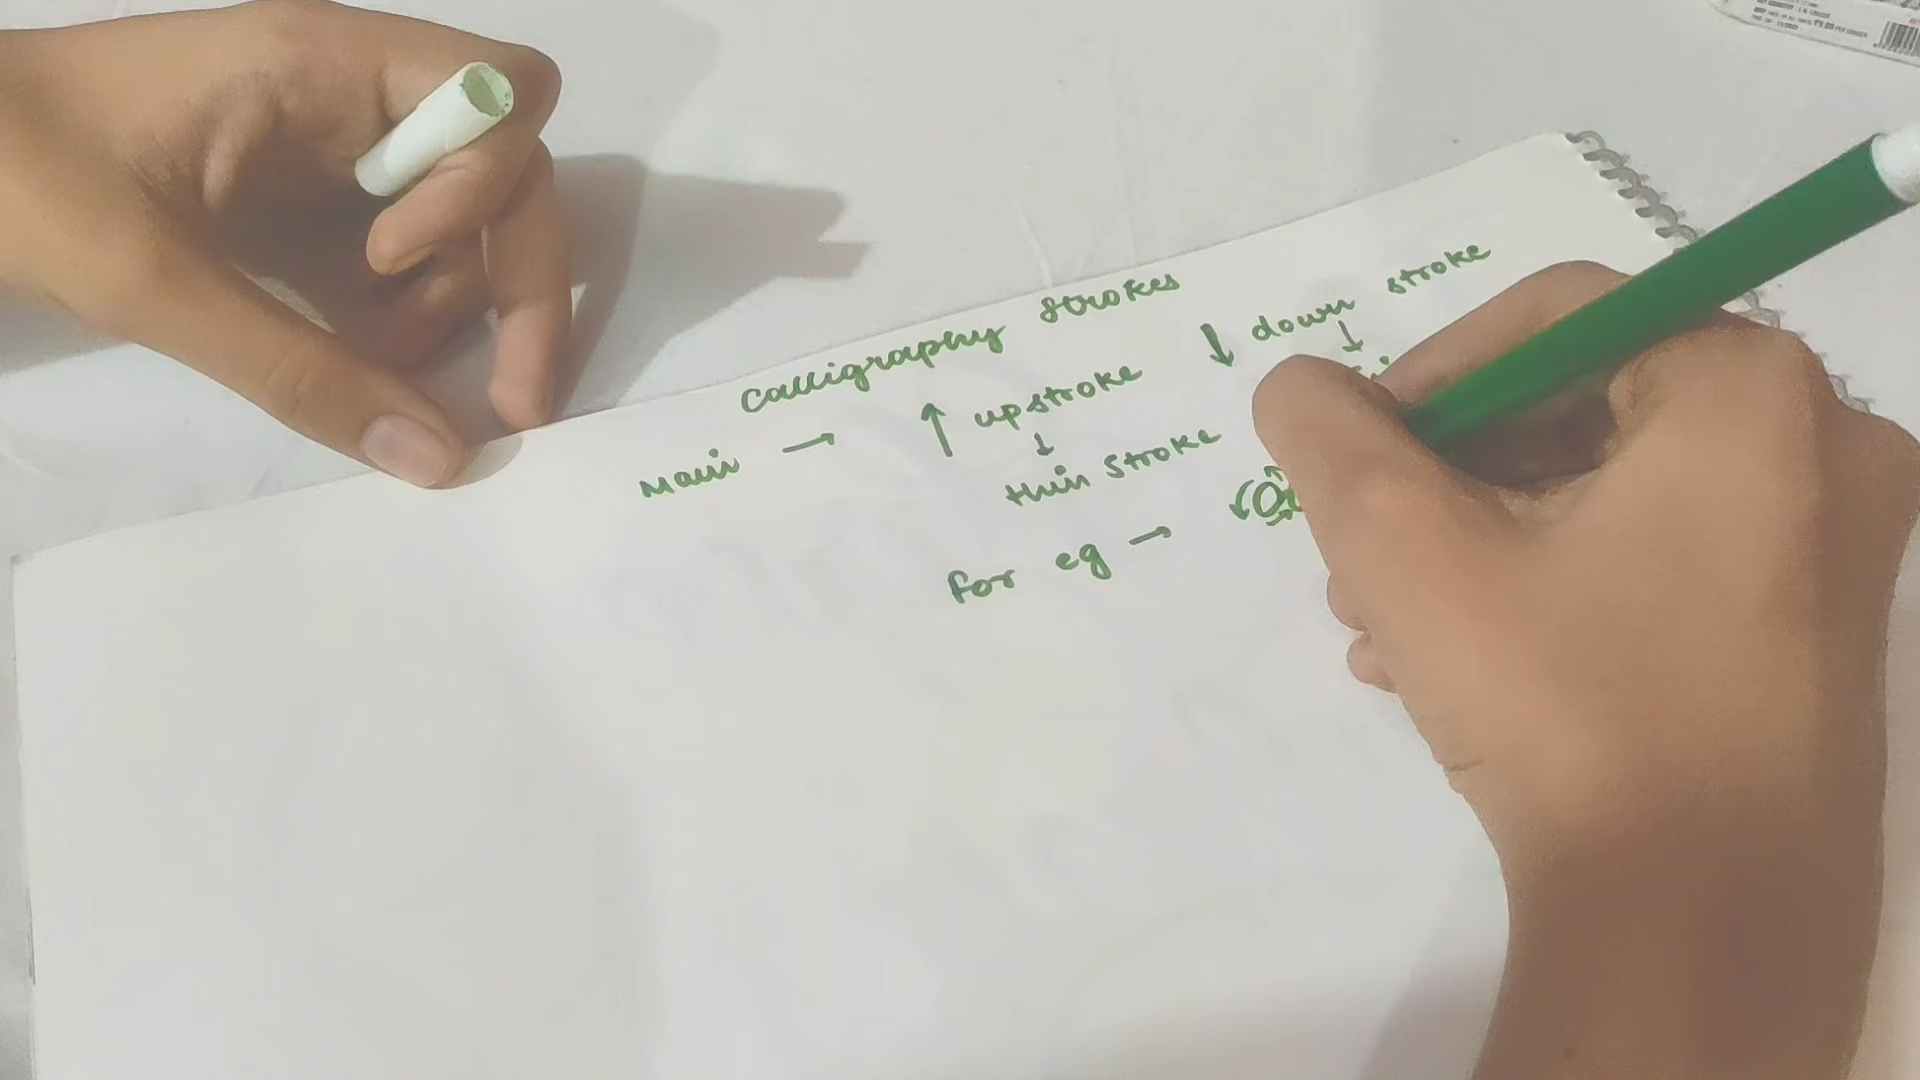 Calligraphy Strokes
Main → ↑ upstroke ↓ down stroke
↓ ↓
thin stroke
for eg →